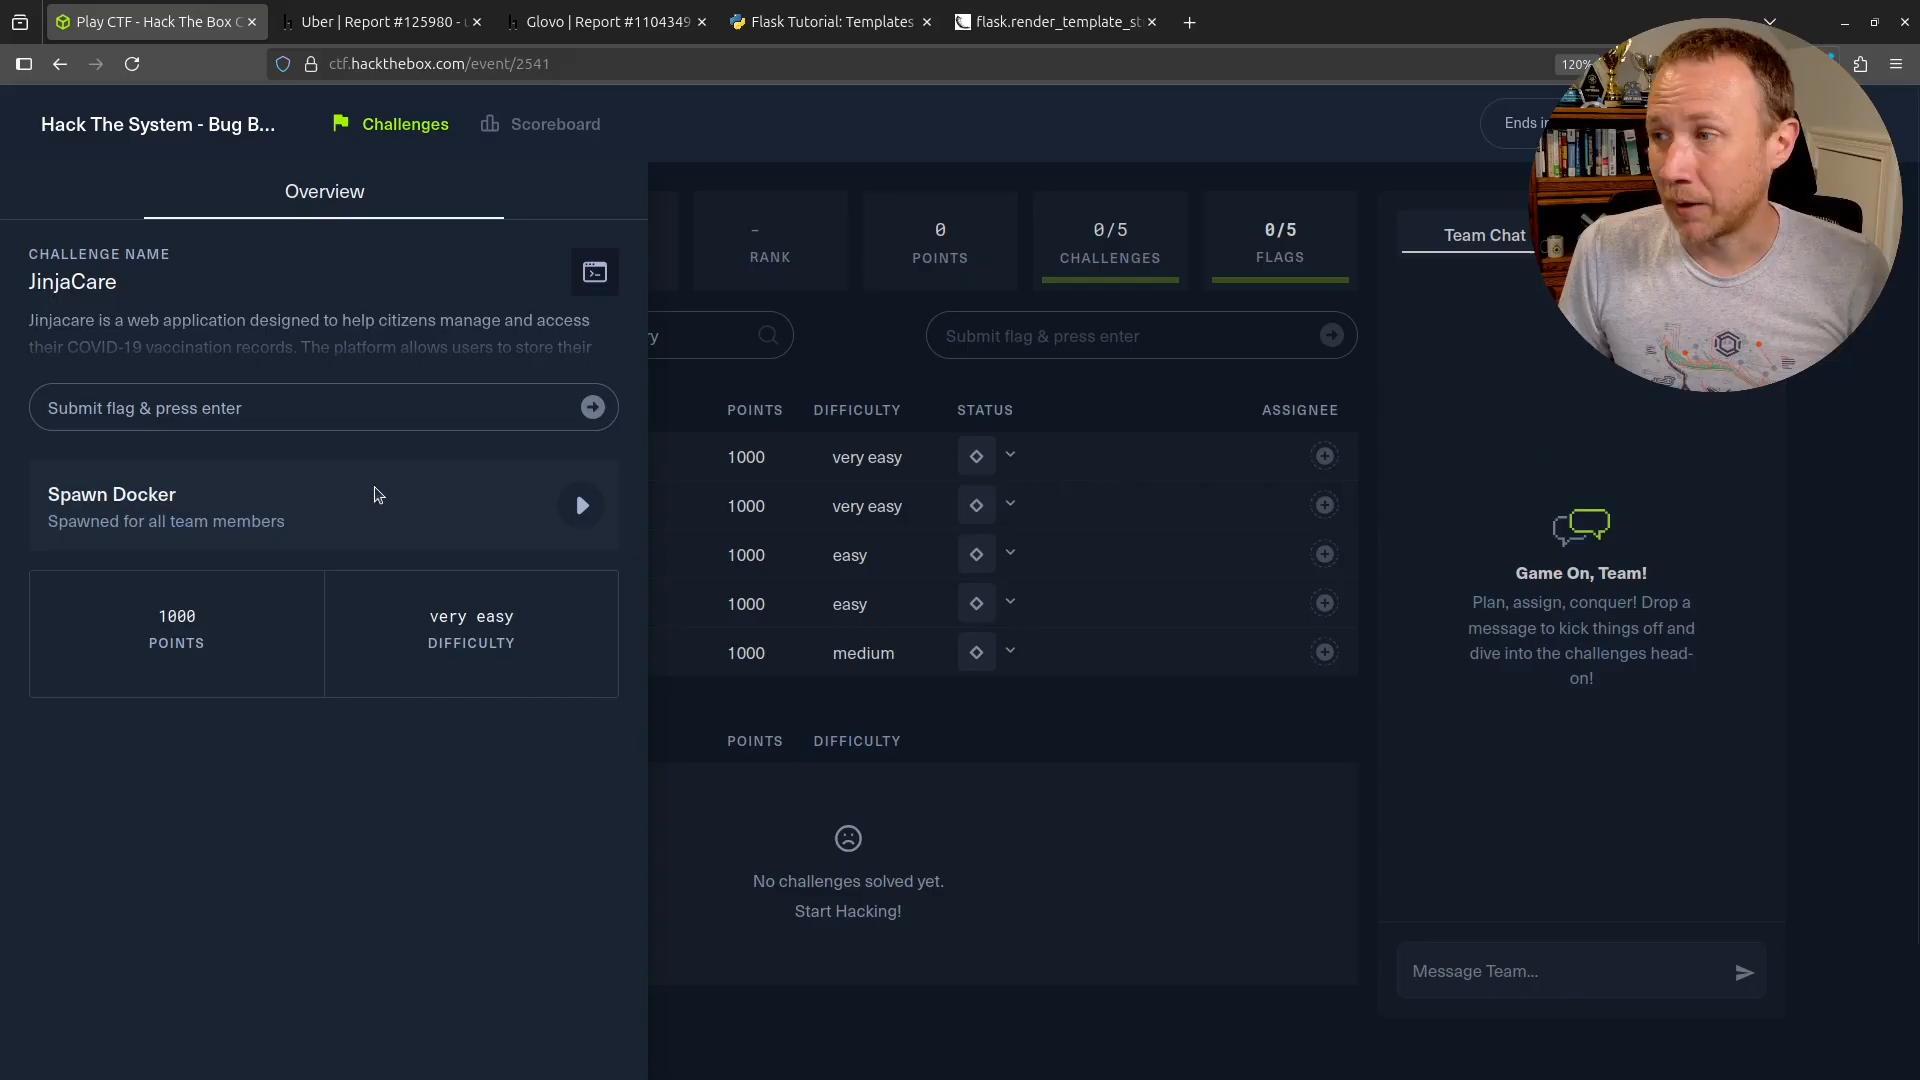 Play CTF - Hack The Box C
Uber | Report #125980 - u
Glovo | Report #1104349
Flask Tutorial: Templates
flask.render_template_st
ctf.hackthebox.com/event/2541
120%
Hack The System - Bug B...
Challenges
Scoreboard
Ends in
Overview
CHALLENGE NAME
JinjaCare
Jinjacare is a web application designed to help citizens manage and access
their COVID-19 vaccination records. The platform allows users to store their
Submit flag & press enter
Spawn Docker
Spawned for all team members
1000
POINTS
very easy
DIFFICULTY
-
RANK
0
POINTS
0/5
CHALLENGES
0/5
FLAGS
ry
Submit flag & press enter
POINTS DIFFICULTY STATUS ASSIGNEE
1000 very easy
1000 very easy
1000 easy
1000 easy
1000 medium
POINTS DIFFICULTY
No challenges solved yet.
Start Hacking!
Team Chat
Game On, Team!
Plan, assign, conquer! Drop a
message to kick things off and
dive into the challenges head-
on!
Message Team...